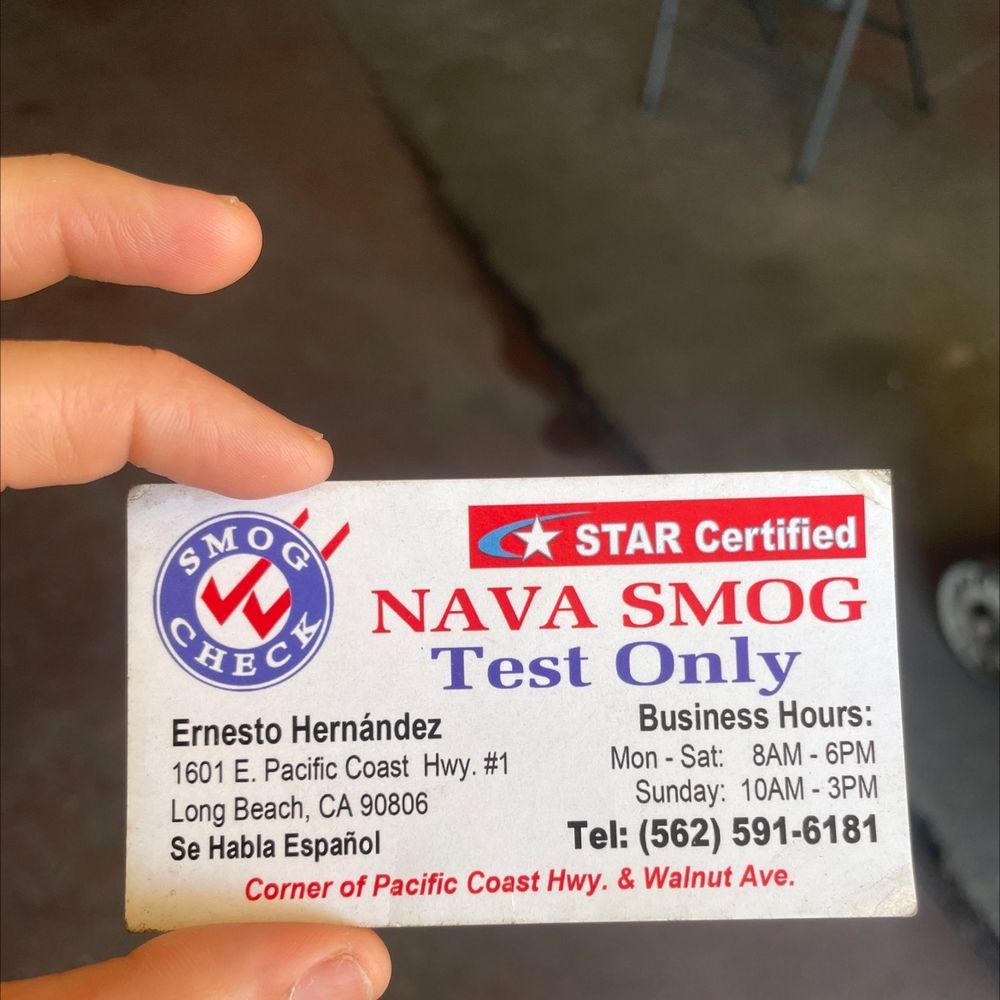 SMOG CHECK
STAR Certified
NAVA SMOG
Test Only
Ernesto Hernández
1601 E. Pacific Coast Hwy. #1
Long Beach, CA 90806
Se Habla Español
Business Hours:
Mon - Sat: 8AM - 6PM
Sunday: 10AM - 3PM
Tel: (562) 591-6181
Corner of Pacific Coast Hwy. & Walnut Ave.